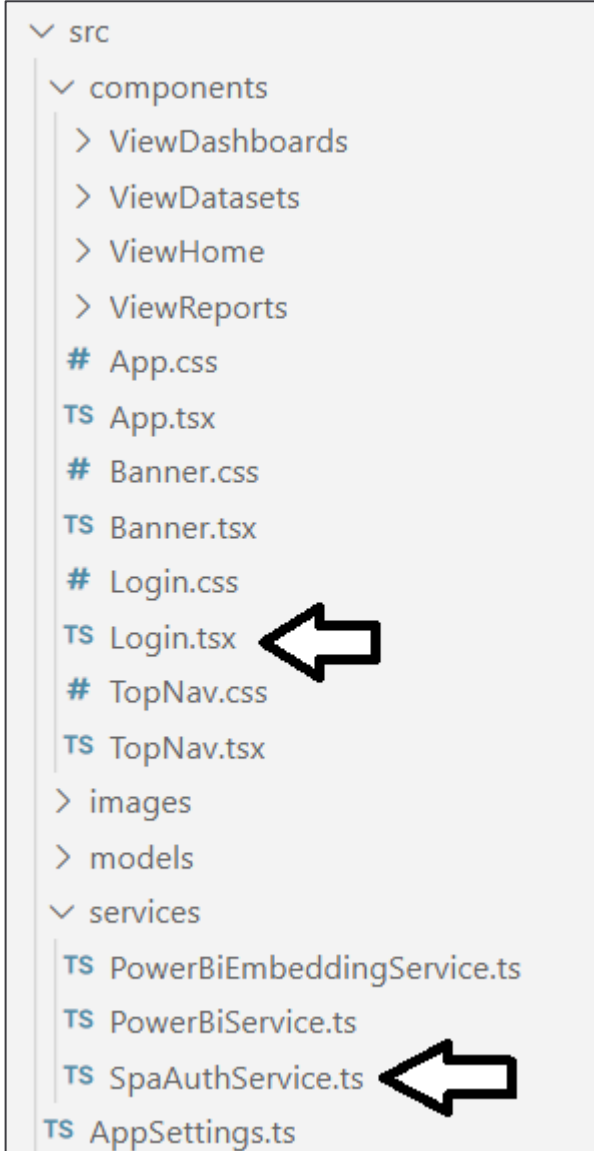 src
components
ViewDashboards
ViewDatasets
ViewHome
ViewReports
# App.css
TS App.tsx
# Banner.css
TS Banner.tsx
# Login.css
TS Login.tsx
# TopNav.css
TS TopNav.tsx
images
models
services
TS PowerBiEmbeddingService.ts
TS PowerBiService.ts
TS SpaAuthService.ts
TS AppSettings.ts